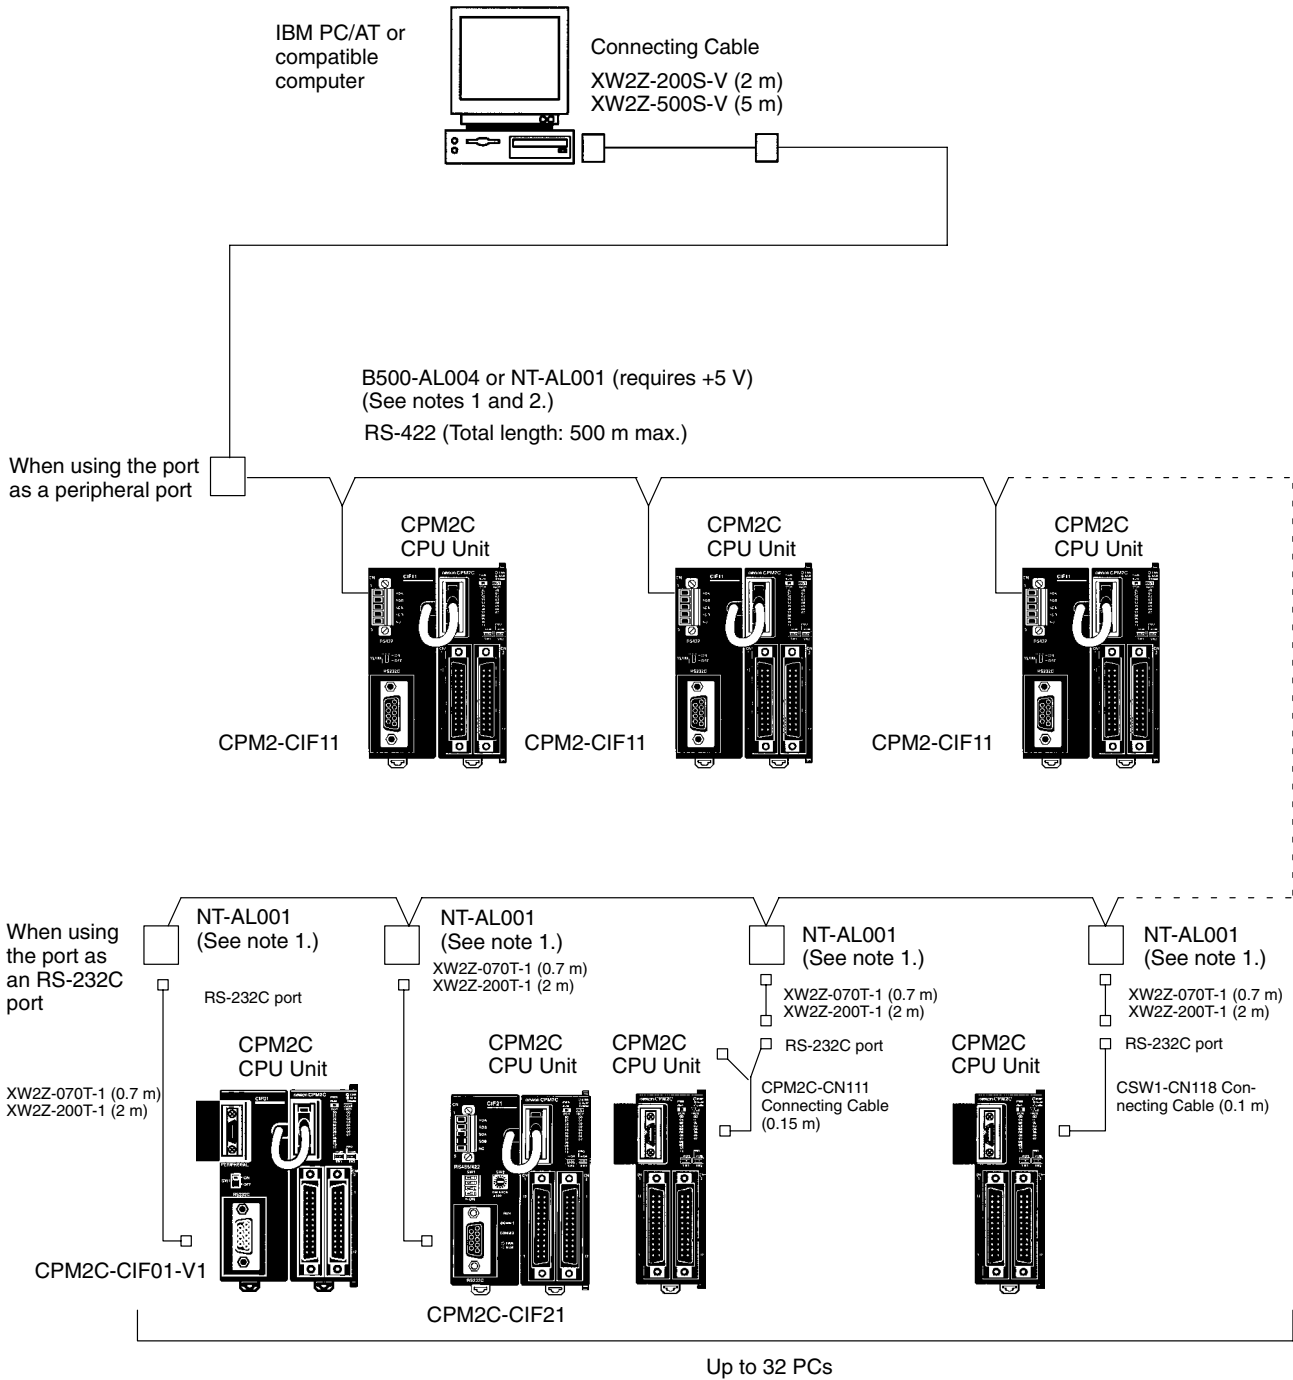 IBM PC/AT or
compatible
computer
Connecting Cable
XW2Z-200S-V (2 m)
XW2Z-500S-V (5 m)
B500-AL004 or NT-AL001 (requires +5 V)
(See notes 1 and 2.)
RS-422 (Total length: 500 m max.)
When using the port
as a peripheral port
CPM2C
CPU Unit
CPM2C
CPU Unit
CPM2C
CPU Unit
CIF11
CIF11
CIF11
CPM2-CIF11
CPM2-CIF11
CPM2-CIF11
When using
the port as
an RS-232C
port
NT-AL001
(See note 1.)
RS-232C port
XW2Z-070T-1 (0.7 m)
XW2Z-200T-1 (2 m)
CPM2C
CPU Unit
CPM2C-CIF01-V1
NT-AL001
(See note 1.)
XW2Z-070T-1 (0.7 m)
XW2Z-200T-1 (2 m)
CPM2C
CPU Unit
CIF21
CPM2C-CIF21
NT-AL001
(See note 1.)
XW2Z-070T-1 (0.7 m)
XW2Z-200T-1 (2 m)
RS-232C port
CPM2C
CPU Unit
CPM2C-CN111
Connecting Cable
(0.15 m)
NT-AL001
(See note 1.)
XW2Z-070T-1 (0.7 m)
XW2Z-200T-1 (2 m)
RS-232C port
CPM2C
CPU Unit
CSW1-CN118 Con-
necting Cable (0.1 m)
Up to 32 PCs